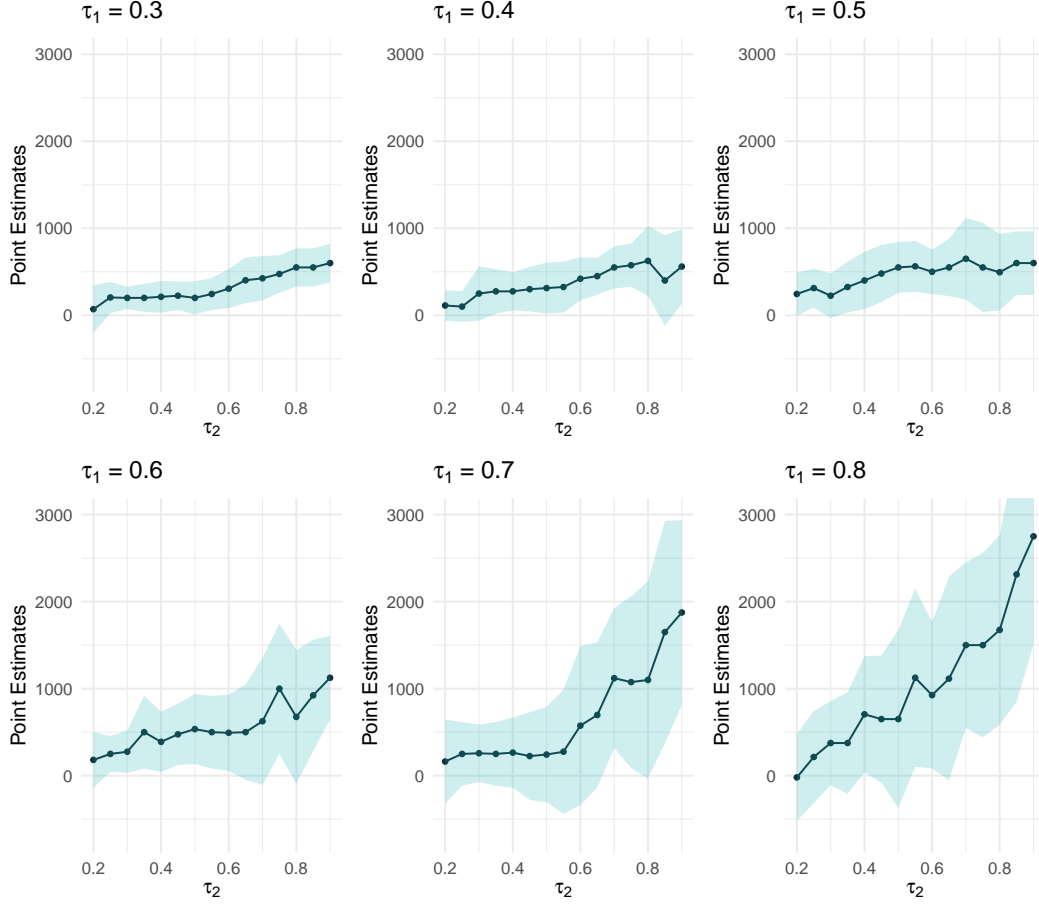 τ1 = 0.3
τ1 = 0.4
τ1 = 0.5
Point Estimates
3000
2000
1000
0
0.2 0.4 0.6 0.8
τ2
Point Estimates
3000
2000
1000
0
0.2 0.4 0.6 0.8
τ2
Point Estimates
3000
2000
1000
0
0.2 0.4 0.6 0.8
τ2
τ1 = 0.6
τ1 = 0.7
τ1 = 0.8
Point Estimates
3000
2000
1000
0
0.2 0.4 0.6 0.8
τ2
Point Estimates
3000
2000
1000
0
0.2 0.4 0.6 0.8
τ2
Point Estimates
3000
2000
1000
0
0.2 0.4 0.6 0.8
τ2